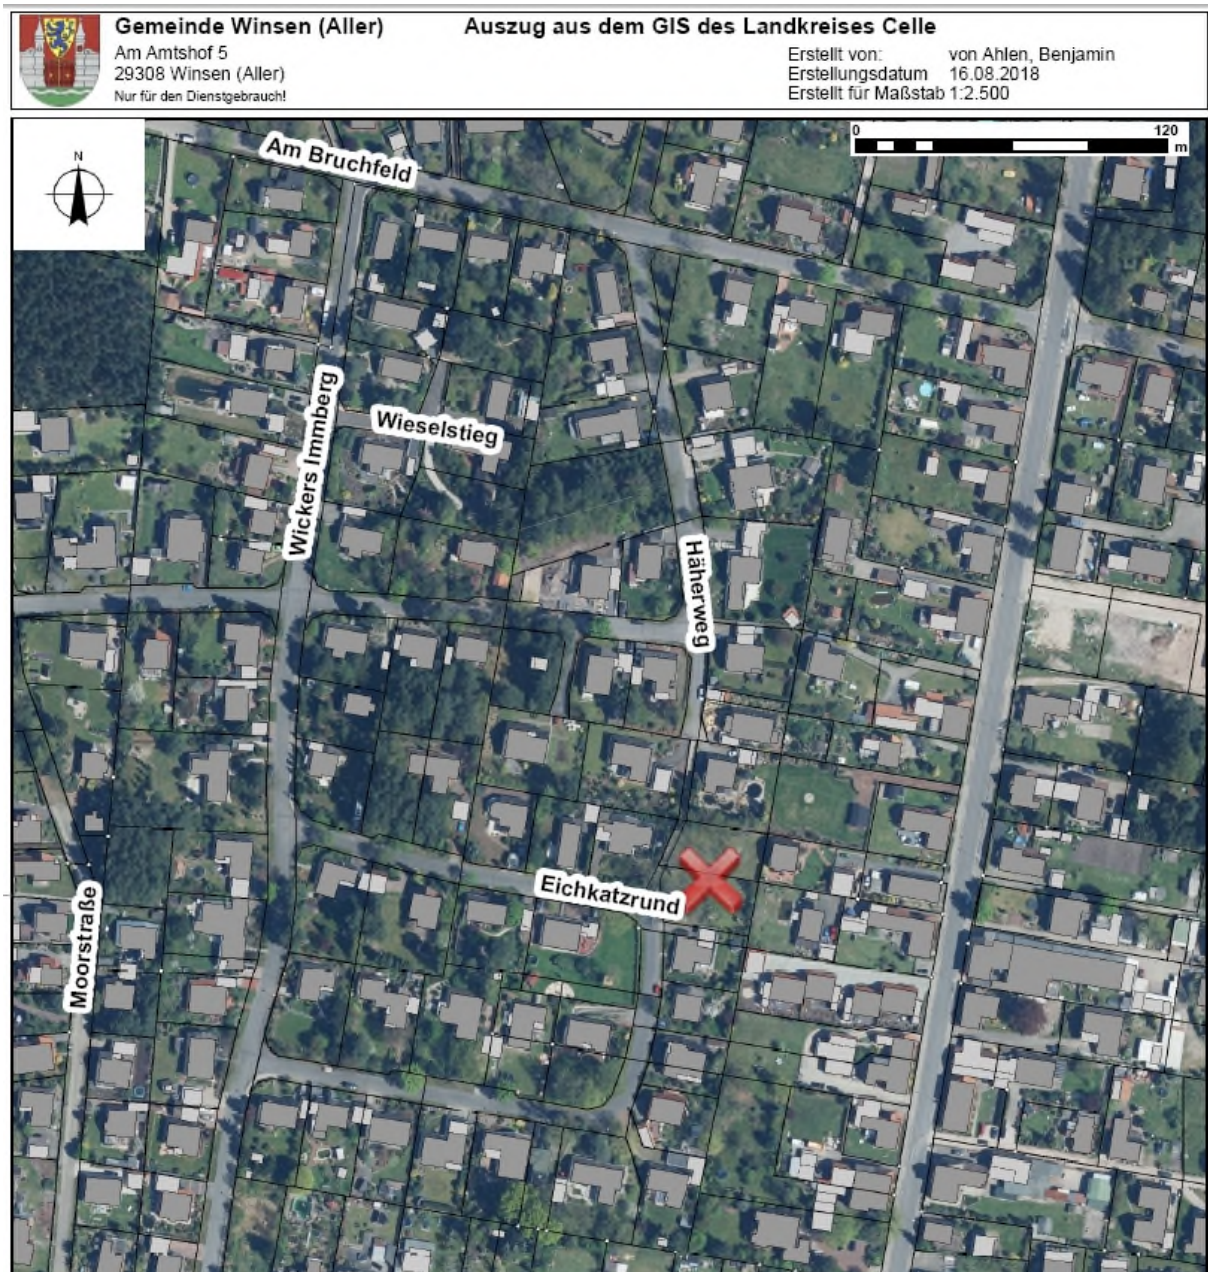 Gemeinde Winsen (Aller)
Auszug aus dem GIS des Landkreises Celle
Am Amtshof 5
29308 Winsen (Aller)
Nur für den Dienstgebrauch!
Erstellt von: von Ahlen, Benjamin
Erstellungsdatum 16.08.2018
Erstellt für Maßstab 1:2.500
N
0 120
m
Am Bruchfeld
Wieselstieg
Wickers Immberg
Häherweg
Eichkatzrund
Moorstraße